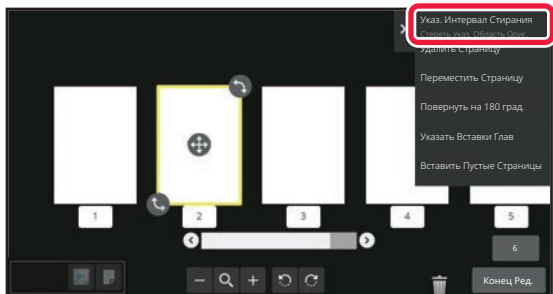 Указ. Интервал Стирания
Стереть Указ. Область Ориг.
Удалить Страницу
Переместить Страницу
Повернуть на 180 град.
Указать Вставки Глав
Вставить Пустые Страницы
1
2
3
4
5
6
Конец Ред.